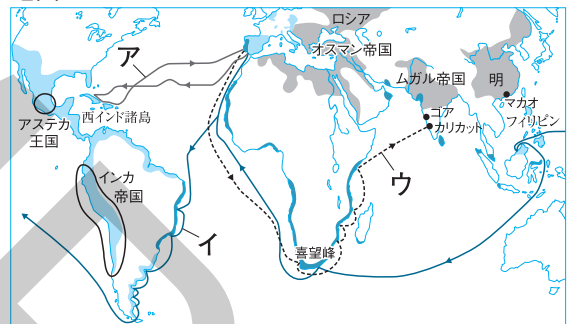 ロシア
オスマン帝国
ア
ムガル帝国
明
マカオ
フィリピン
ゴア
カリカット
西インド諸島
アステカ
王国
インカ
帝国
ウ
イ
喜望峰